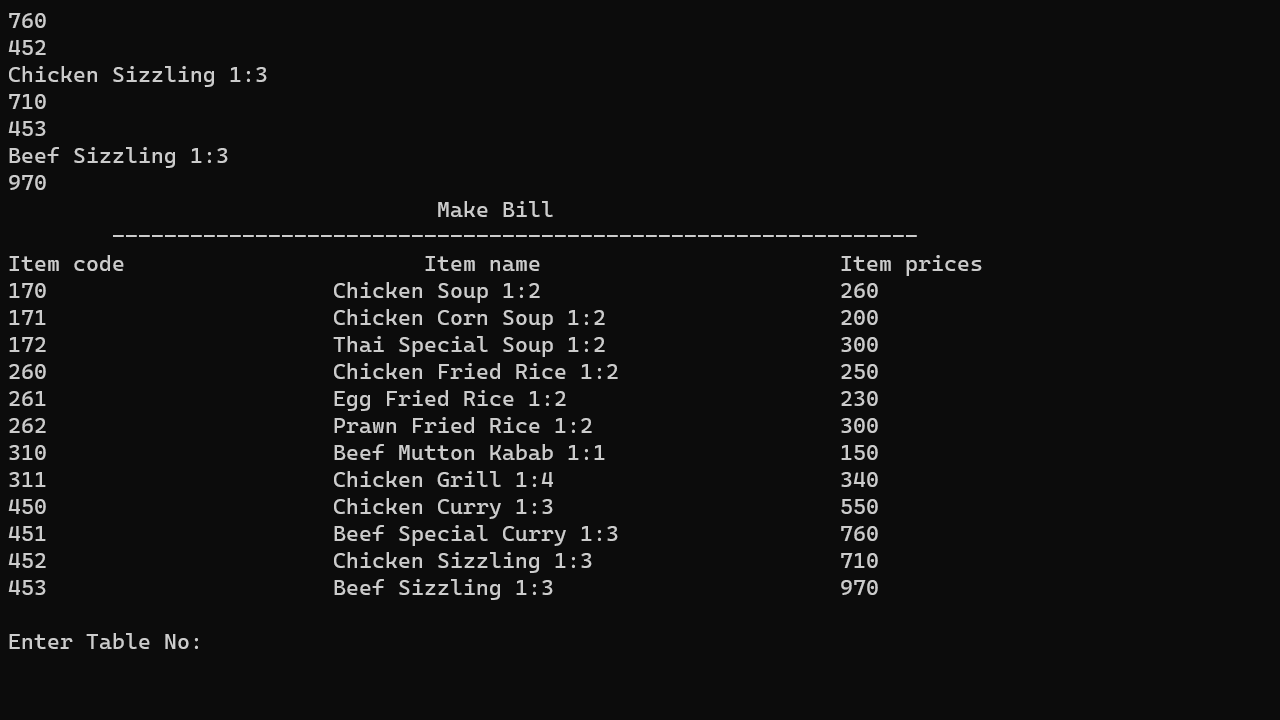 760
452
Chicken Sizzling 1:3
710
453
Beef Sizzling 1:3
970
Make Bill
______________________________________________________________
Item code Item name Item prices
170 Chicken Soup 1:2 260
171 Chicken Corn Soup 1:2 200
172 Thai Special Soup 1:2 300
260 Chicken Fried Rice 1:2 250
261 Egg Fried Rice 1:2 230
262 Prawn Fried Rice 1:2 300
310 Beef Mutton Kabab 1:1 150
311 Chicken Grill 1:4 340
450 Chicken Curry 1:3 550
451 Beef Special Curry 1:3 760
452 Chicken Sizzling 1:3 710
453 Beef Sizzling 1:3 970
Enter Table No: